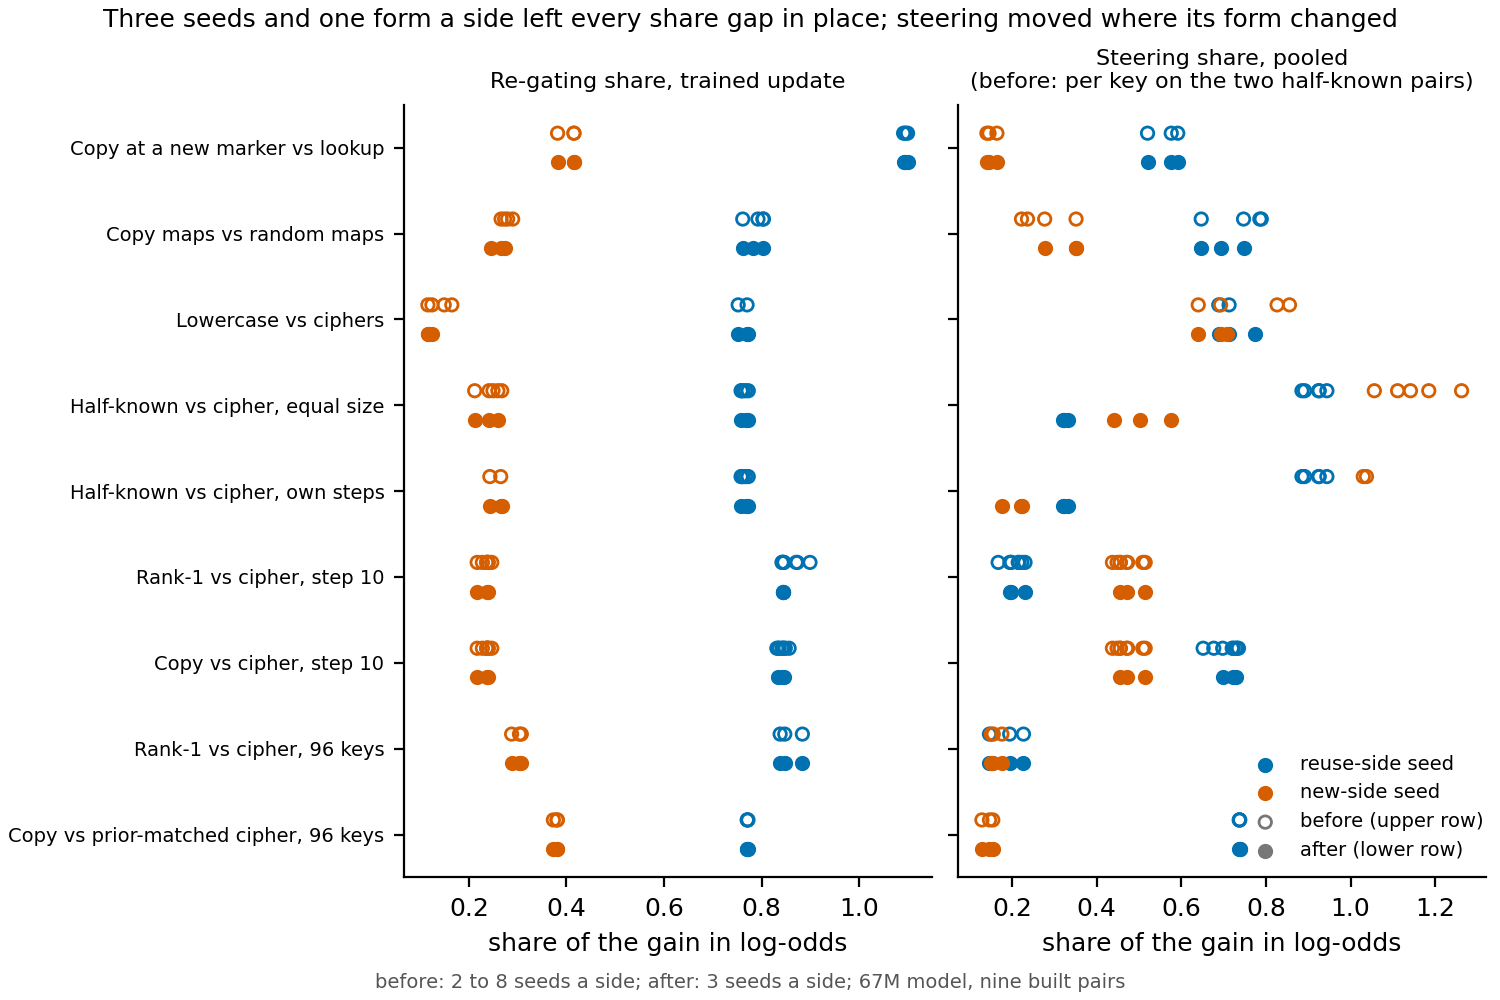 Three seeds and one form a side left every share gap in place; steering moved where its form changed
Re-gating share, trained update
Steering share, pooled
(before: per key on the two half-known pairs)
Copy at a new marker vs lookup
Copy maps vs random maps
Lowercase vs ciphers
Half-known vs cipher, equal size
Half-known vs cipher, own steps
Rank-1 vs cipher, step 10
Copy vs cipher, step 10
Rank-1 vs cipher, 96 keys
Copy vs prior-matched cipher, 96 keys
reuse-side seed
new-side seed
before (upper row)
after (lower row)
0.2 0.4 0.6 0.8 1.0
0.2 0.4 0.6 0.8 1.0 1.2
share of the gain in log-odds
share of the gain in log-odds
before: 2 to 8 seeds a side; after: 3 seeds a side; 67M model, nine built pairs